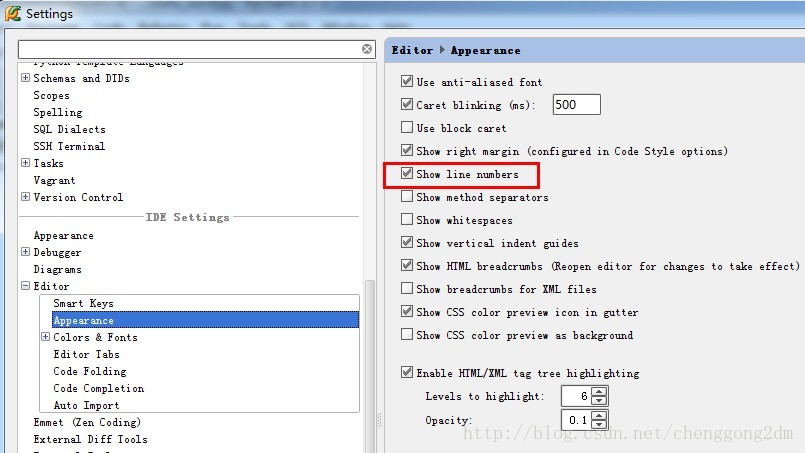 Settings
Python Template Languages
Schemas and DTDs
Scopes
Spelling
SQL Dialects
SSH Terminal
Tasks
Vagrant
Version Control
IDE Settings
Appearance
Debugger
Diagrams
Editor
Smart Keys
Appearance
Colors & Fonts
Editor Tabs
Code Folding
Code Completion
Auto Import
Emmet (Zen Coding)
External Diff Tools
Editor Appearance
Use anti-aliased font
Caret blinking (ms): 500
Use block caret
Show right margin (configured in Code Style options)
Show line numbers
Show method separators
Show whitespaces
Show vertical indent guides
Show HTML breadcrumbs (Reopen editor for changes to take effect)
Show breadcrumbs for XML files
Show CSS color preview icon in gutter
Show CSS color preview as background
Enable HTML/XML tag tree highlighting
Levels to highlight: 6
Opacity: 0.1
http://blog.csdn.net/chenggong2dm